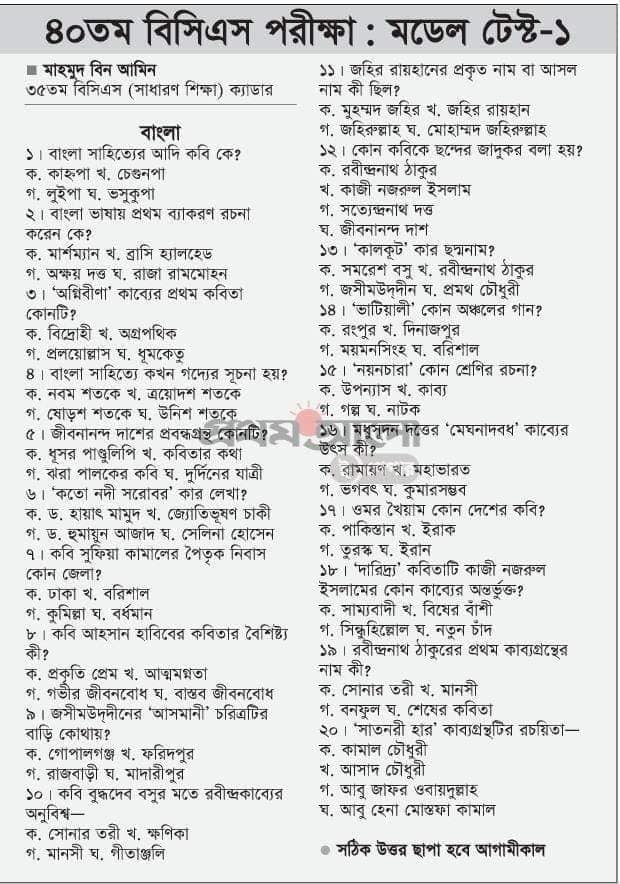 ৪০তম বিসিএস পরীক্ষা : মডেল টেস্ট-১
■ মাহমুদ বিন আমিন
৩৫তম বিসিএস (সাধারণ শিক্ষা) ক্যাডার
বাংলা
১। বাংলা সাহিত্যের আদি কবি কে?
ক. কাহ্নপা খ. চেণ্ডনপা
গ. লুইপা ঘ. ভসুকুপা
২। বাংলা ভাষায় প্রথম ব্যাকরণ রচনা
করেন কে?
ক. মার্শম্যান খ. ব্রাসি হ্যালহেড
গ. অক্ষয় দত্ত ঘ. রাজা রামমোহন
৩। ‘অগ্নিবীণা’ কাব্যের প্রথম কবিতা
কোনটি?
ক. বিদ্রোহী খ. অগ্রপথিক
গ. প্রলয়োল্লাস ঘ. ধূমকেতু
৪। বাংলা সাহিত্যে কখন গদ্যের সূচনা হয়?
ক. নবম শতকে খ. ত্রয়োদশ শতকে
গ. ষোড়শ শতকে ঘ. উনিশ শতকে
৫। জীবনানন্দ দাশের প্রবন্ধগ্রন্থ কোনটি?
ক. ধূসর পাণ্ডুলিপি খ. কবিতার কথা
গ. ঝরা পালকের কবি ঘ. দুর্দিনের যাত্রী
৬। ‘কতো নদী সরোবর’ কার লেখা?
ক. ড. হায়াৎ মামুদ খ. জ্যোতিভূষণ চাকী
গ. ড. হুমায়ূন আজাদ ঘ. সেলিনা হোসেন
৭। কবি সুফিয়া কামালের পৈতৃক নিবাস
কোন জেলা?
ক. ঢাকা খ. বরিশাল
গ. কুমিল্লা ঘ. বর্ধমান
৮। কবি আহসান হাবিবের কবিতার বৈশিষ্ট্য
কী?
ক. প্রকৃতি প্রেম খ. আত্মমগ্নতা
গ. গভীর জীবনবোধ ঘ. বাস্তব জীবনবোধ
৯। জসীমউদ্‌দীনের ‘আসমানী’ চরিত্রটির
বাড়ি কোথায়?
ক. গোপালগঞ্জ খ. ফরিদপুর
গ. রাজবাড়ী ঘ. মাদারীপুর
১০। কবি বুদ্ধদেব বসুর মতে রবীন্দ্রকাব্যের
অনুবিশ্ব—
ক. সোনার তরী খ. ক্ষণিকা
গ. মানসী ঘ. গীতাঞ্জলি
১১। জহির রায়হানের প্রকৃত নাম বা আসল
নাম কী ছিল?
ক. মুহম্মদ জহির খ. জহির রায়হান
গ. জহিরুল্লাহ ঘ. মোহাম্মদ জহিরুল্লাহ
১২। কোন কবিকে ছন্দের জাদুকর বলা হয়?
ক. রবীন্দ্রনাথ ঠাকুর
খ. কাজী নজরুল ইসলাম
গ. সত্যেন্দ্রনাথ দত্ত
ঘ. জীবনানন্দ দাশ
১৩। ‘কালকূট’ কার ছদ্মনাম?
ক. সমরেশ বসু খ. রবীন্দ্রনাথ ঠাকুর
গ. জসীমউদ্‌দীন ঘ. প্রমথ চৌধুরী
১৪। ‘ভাটিয়ালী’ কোন অঞ্চলের গান?
ক. রংপুর খ. দিনাজপুর
গ. ময়মনসিংহ ঘ. বরিশাল
১৫। ‘নয়নচারা’ কোন শ্রেণির রচনা?
ক. উপন্যাস খ. কাব্য
গ. গল্প ঘ. নাটক
১৬। মধুসূদন দত্তের ‘মেঘনাদবধ’ কাব্যের
উৎস কী?
ক. রামায়ণ খ. মহাভারত
গ. ভগবৎ ঘ. কুমারসম্ভব
১৭। ওমর খৈয়াম কোন দেশের কবি?
ক. পাকিস্তান খ. ইরাক
গ. তুরস্ক ঘ. ইরান
১৮। ‘দারিদ্র্য’ কবিতাটি কাজী নজরুল
ইসলামের কোন কাব্যের অন্তর্ভুক্ত?
ক. সাম্যবাদী খ. বিষের বাঁশী
গ. সিন্ধুহিল্লোল ঘ. নতুন চাঁদ
১৯। রবীন্দ্রনাথ ঠাকুরের প্রথম কাব্যগ্রন্থের
নাম কী?
ক. সোনার তরী খ. মানসী
গ. বনফুল ঘ. শেষের কবিতা
২০। ‘সাতনরী হার’ কাব্যগ্রন্থটির রচয়িতা—
ক. কামাল চৌধুরী
খ. আসাদ চৌধুরী
গ. আবু জাফর ওবায়দুল্লাহ
ঘ. আবু হেনা মোস্তফা কামাল
● সঠিক উত্তর ছাপা হবে আগামীকাল
প্রথম আলো